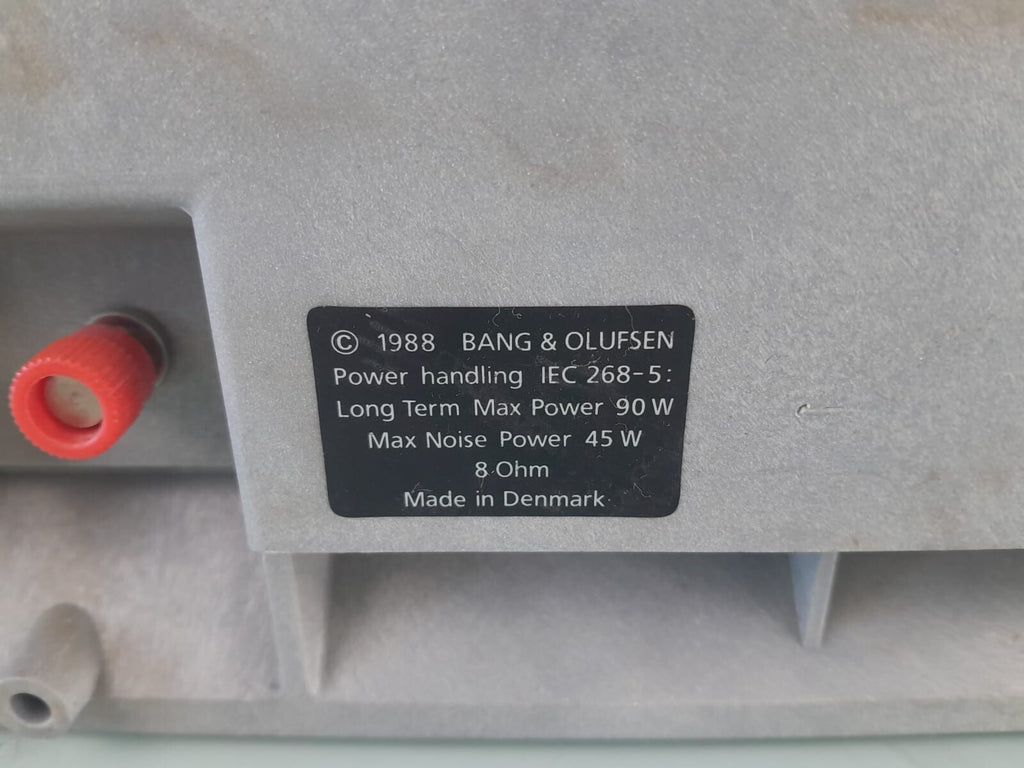 © 1988 BANG & OLUFSEN
Power handling IEC 268-5:
Long Term Max Power 90 W
Max Noise Power 45 W
8 Ohm
Made in Denmark